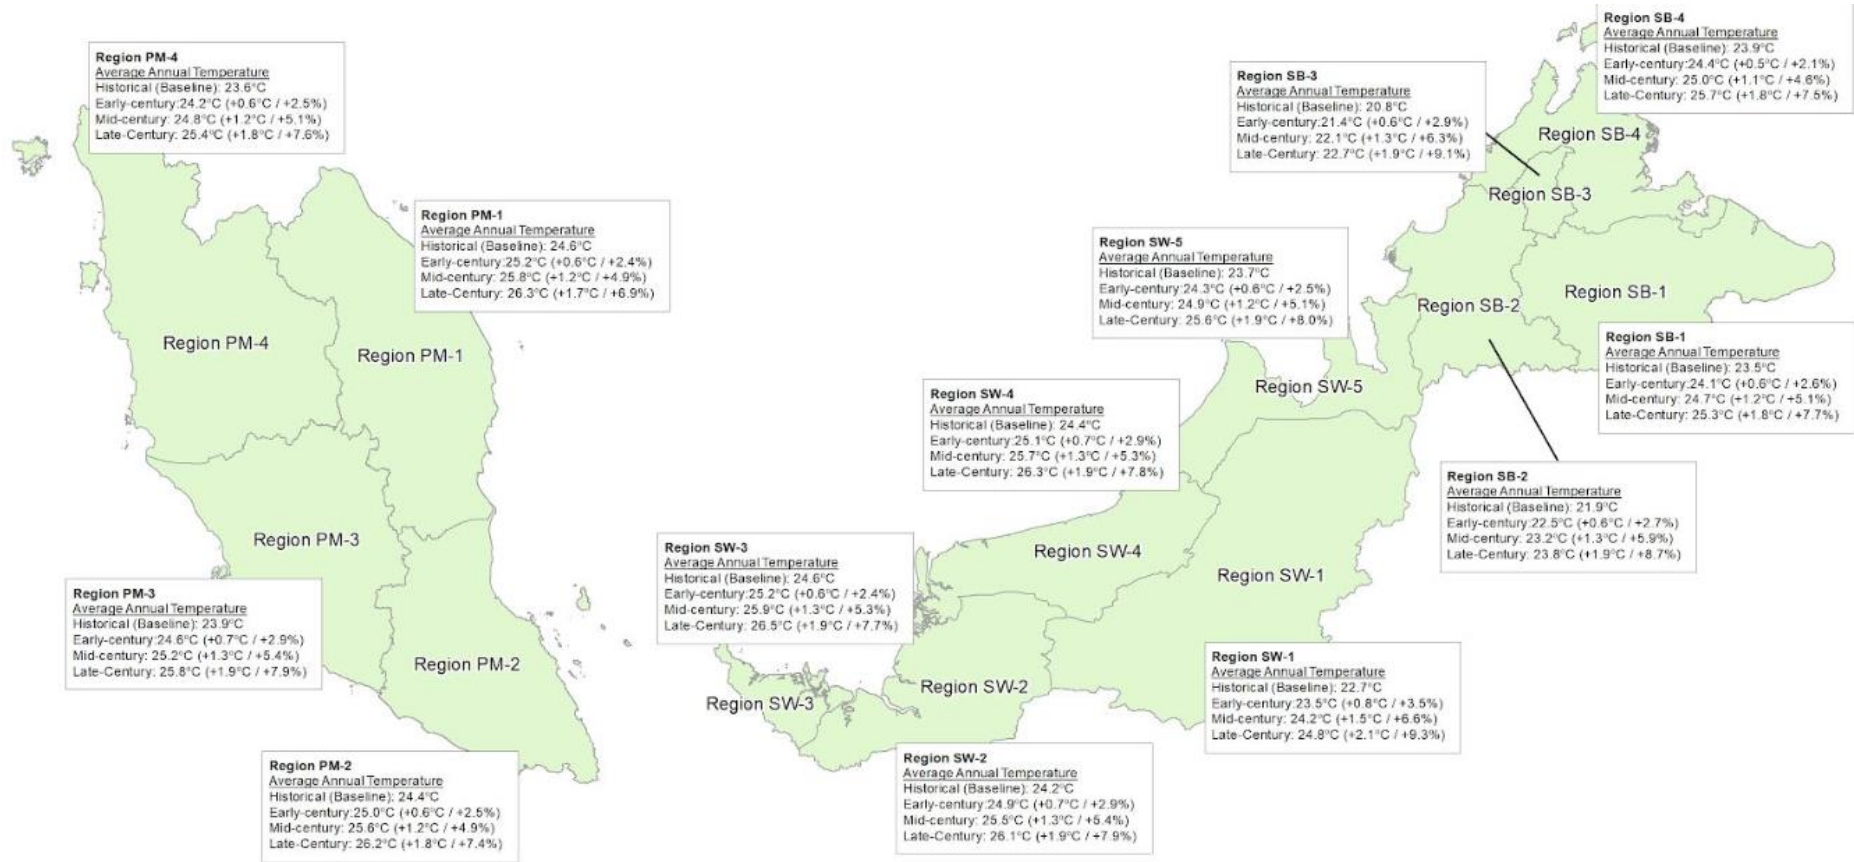 Region PM-4
Average Annual Temperature
Historical (Baseline): 23.6°C
Early-century:24.2°C (+0.6°C / +2.5%)
Mid-century: 24.8°C (+1.2°C / +5.1%)
Late-Century: 25.4°C (+1.8°C / +7.6%)
Region PM-1
Average Annual Temperature
Historical (Baseline): 24.6°C
Early-century:25.2°C (+0.6°C / +2.4%)
Mid-century: 25.8°C (+1.2°C / +4.9%)
Late-Century: 26.3°C (+1.7°C / +6.9%)
Region PM-4
Region PM-1
Region PM-3
Region PM-2
Region PM-3
Average Annual Temperature
Historical (Baseline): 23.9°C
Early-century:24.6°C (+0.7°C / +2.9%)
Mid-century: 25.2°C (+1.3°C / +5.4%)
Late-Century: 25.8°C (+1.9°C / +7.9%)
Region PM-2
Average Annual Temperature
Historical (Baseline): 24.4°C
Early-century:25.0°C (+0.6°C / +2.5%)
Mid-century: 25.6°C (+1.2°C / +4.9%)
Late-Century: 26.2°C (+1.8°C / +7.4%)
Region SB-4
Average Annual Temperature
Historical (Baseline): 23.9°C
Early-century:24.4°C (+0.5°C / +2.1%)
Mid-century: 25.0°C (+1.1°C / +4.6%)
Late-Century: 25.7°C (+1.8°C / +7.5%)
Region SB-3
Average Annual Temperature
Historical (Baseline): 20.8°C
Early-century:21.4°C (+0.6°C / +2.9%)
Mid-century: 22.1°C (+1.3°C / +6.3%)
Late-Century: 22.7°C (+1.9°C / +9.1%)
Region SB-4
Region SB-3
Region SW-5
Average Annual Temperature
Historical (Baseline): 23.7°C
Early-century:24.3°C (+0.6°C / +2.5%)
Mid-century: 24.9°C (+1.2°C / +5.1%)
Late-Century: 25.6°C (+1.9°C / +8.0%)
Region SB-1
Region SB-2
Region SB-1
Average Annual Temperature
Historical (Baseline): 23.5°C
Early-century:24.1°C (+0.6°C / +2.6%)
Mid-century: 24.7°C (+1.2°C / +5.1%)
Late-Century: 25.3°C (+1.8°C / +7.7%)
Region SW-5
Region SW-4
Average Annual Temperature
Historical (Baseline): 24.4°C
Early-century:25.1°C (+0.7°C / +2.9%)
Mid-century: 25.7°C (+1.3°C / +5.3%)
Late-Century: 26.3°C (+1.9°C / +7.8%)
Region SB-2
Average Annual Temperature
Historical (Baseline): 21.9°C
Early-century:22.5°C (+0.6°C / +2.7%)
Mid-century: 23.2°C (+1.3°C / +5.9%)
Late-Century: 23.8°C (+1.9°C / +8.7%)
Region SW-3
Average Annual Temperature
Historical (Baseline): 24.6°C
Early-century:25.2°C (+0.6°C / +2.4%)
Mid-century: 25.9°C (+1.3°C / +5.3%)
Late-Century: 26.5°C (+1.9°C / +7.7%)
Region SW-4
Region SW-1
Region SW-2
Region SW-3
Region SW-1
Average Annual Temperature
Historical (Baseline): 22.7°C
Early-century:23.5°C (+0.8°C / +3.5%)
Mid-century: 24.2°C (+1.5°C / +6.6%)
Late-Century: 24.8°C (+2.1°C / +9.3%)
Region SW-2
Average Annual Temperature
Historical (Baseline): 24.2°C
Early-century:24.9°C (+0.7°C / +2.9%)
Mid-century: 25.5°C (+1.3°C / +5.4%)
Late-Century: 26.1°C (+1.9°C / +7.9%)